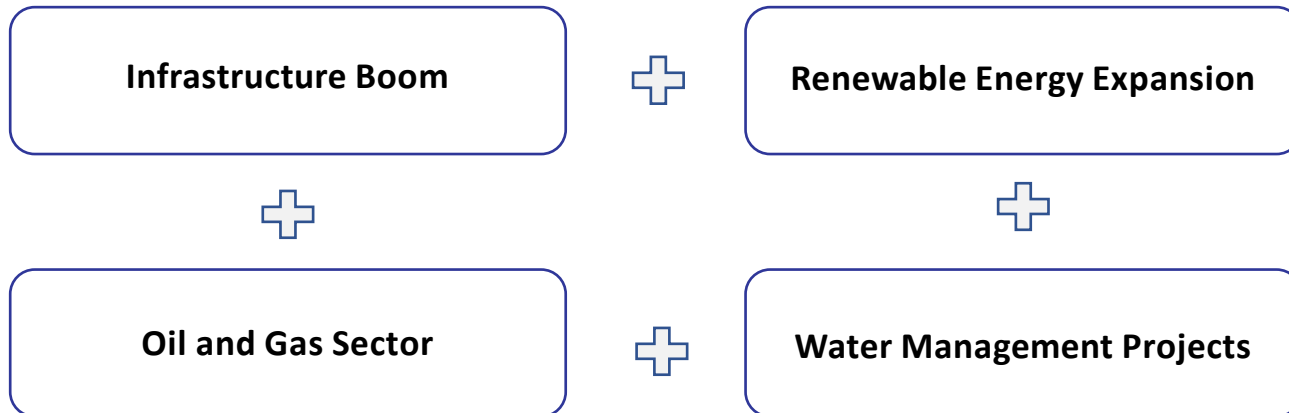 Infrastructure Boom
Renewable Energy Expansion
Oil and Gas Sector
Water Management Projects